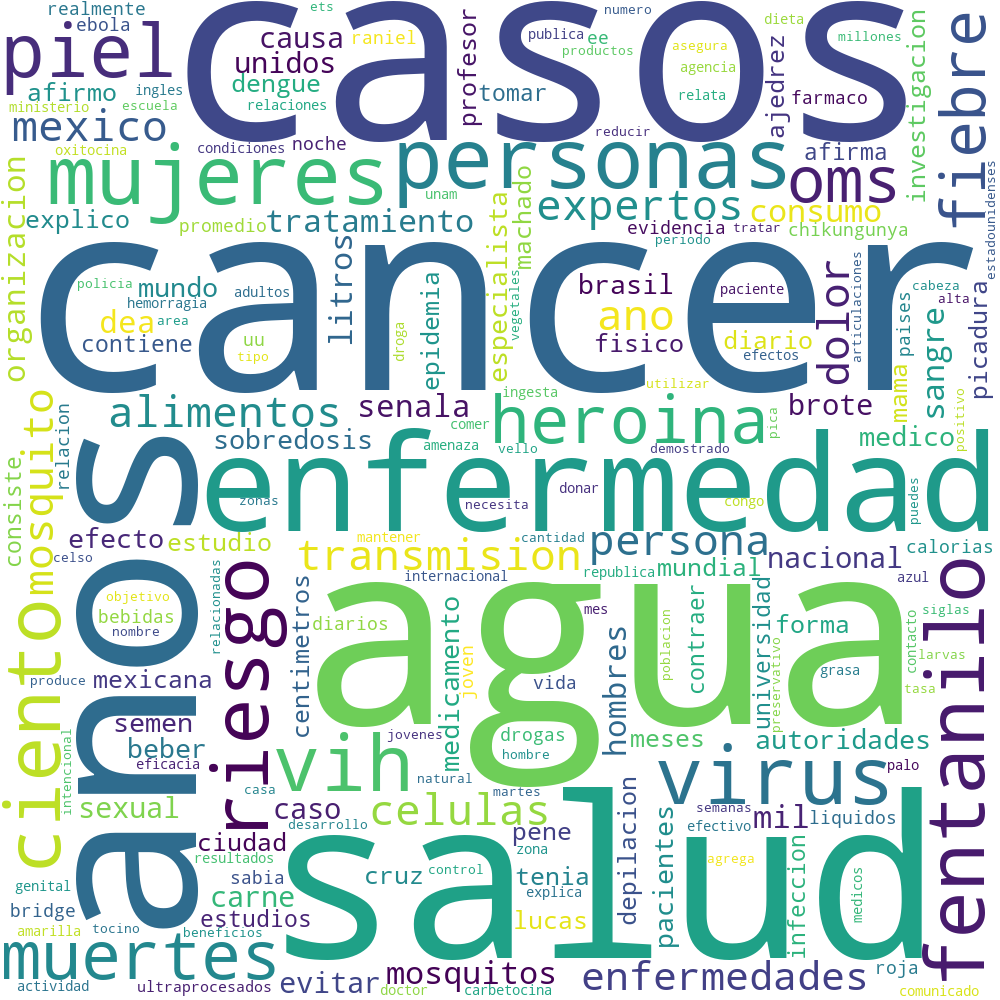 realmente
ebola
piel
casos
causa
raniel
unidos
ets
profesor
publica
numero
ee
productos
dieta
asegura
millones
agencia
relata
ajedrez
farmaco
investigacion
fiebre
afirmo
ministerio
ingles
escuela
dengue
relaciones
tomar
mexico
oxitocina
condiciones
noche
reducir
afirma
mujeres
personas
oms
unam
organizacion
explico
promedio
tratamiento
especialista
machado
expertos
consumo
evidencia
tratar
periodo
chikungunya
estadounidenses
cancer
policia
mundo
hemorragia
adultos
litros
dea
area
contiene
uu
tipo
droga
epidemia
vegetales
brasil
ano
fisico
paciente
diario
efectos
dolor
articulaciones
paises
mama
cabeza
alta
sangre
picadura
utilizar
ingesta
alimentos
senala
comer
heroina
pica
brote
positivo
sobredosis
amenaza
vello
demostrado
medico
consiste
mosquito
relacion
anos
enfermedad
zonas
necesita
donar
congo
puedes
efecto
estudio
mantener
cantidad
celso
transmision
persona
nacional
calorias
internacional
republica
mundial
azul
objetivo
bebidas
nombre
relacionadas
riesgo
centimetros
diarios
agua
mes
siglas
contacto
larvas
ciento
produce
mexicana
medicamento
joven
vida
hombres
poblacion
contraer
universidad
preservativo
forma
grasa
tasa
fentanillo
semen
intencional
beber
eficacia
casa
vih
jovenes
drogas
hombre
meses
autoridades
natural
martes
virus
palo
sexual
caso
desarrollo
celulas
semanas
mil
liquidos
efectivo
ciudad
resultados
salud
pene
zona
depilacion
pacientes
agrega
infeccion
medicos
genital
sabia
carne
cruz
control
tenia
explica
bridge
estudios
lucas
amarilla
tocino
beneficios
muertes
actividad
ultraprocesados
evitar
doctor
mosquitos
carbetocina
enfermedades
roja
comunicado